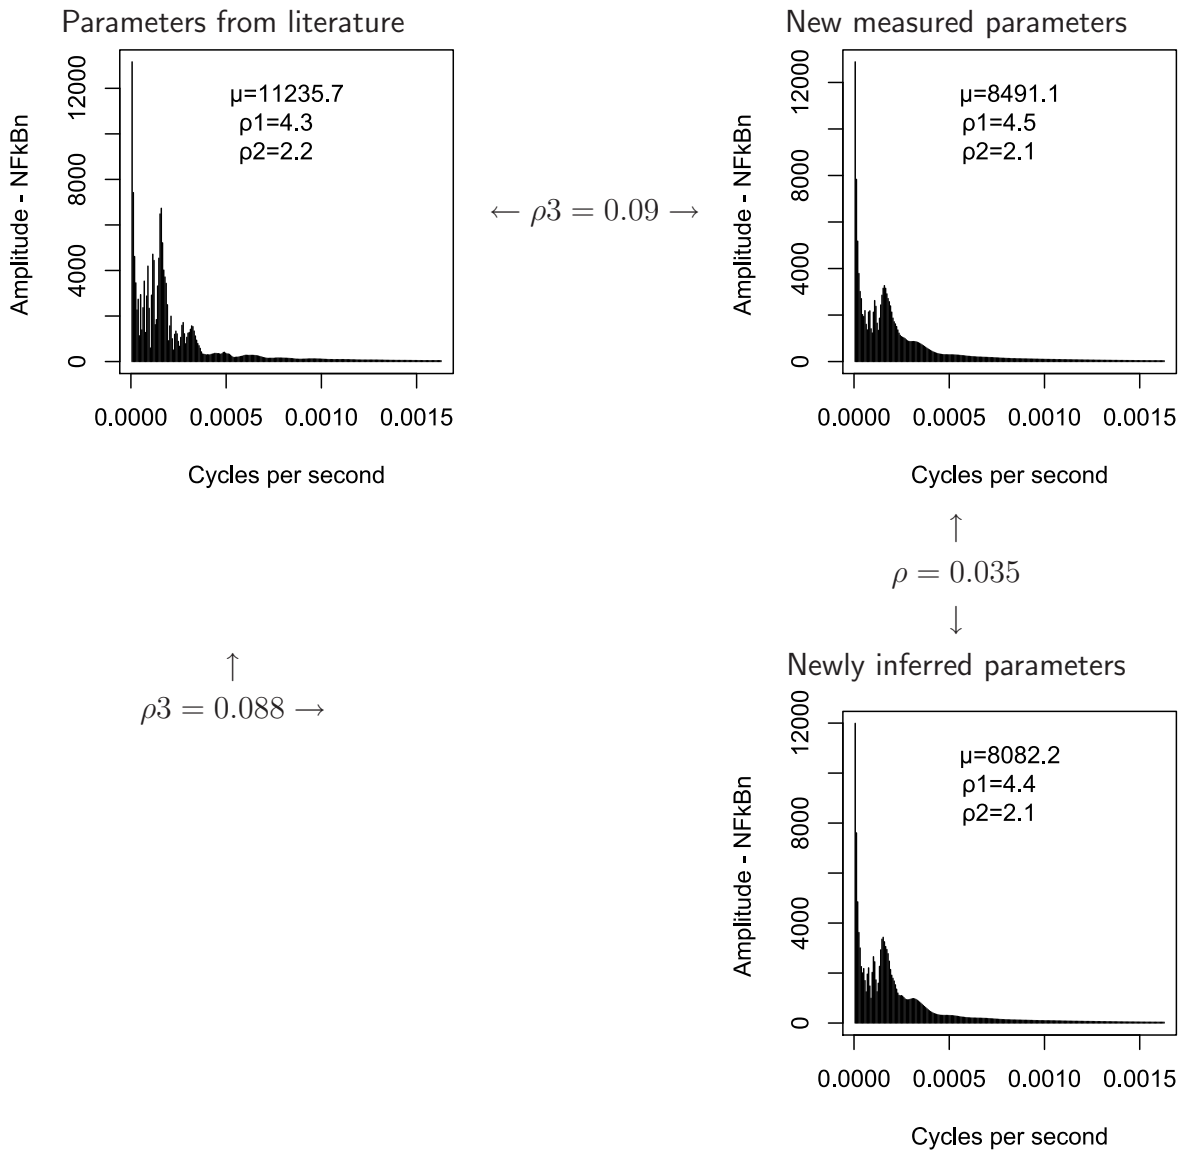 Parameters from literature
Amplitude - NFkBn
0 4000 8000 12000
μ=11235.7
ρ1=4.3
ρ2=2.2
0.0000 0.0005 0.0010 0.0015
Cycles per second
← ρ3 = 0.09 →
New measured parameters
Amplitude - NFkBn
0 4000 8000 12000
μ=8491.1
ρ1=4.5
ρ2=2.1
0.0000 0.0005 0.0010 0.0015
Cycles per second
↑
ρ = 0.035
↓
↑
ρ3 = 0.088 →
Newly inferred parameters
Amplitude - NFkBn
0 4000 8000 12000
μ=8082.2
ρ1=4.4
ρ2=2.1
0.0000 0.0005 0.0010 0.0015
Cycles per second